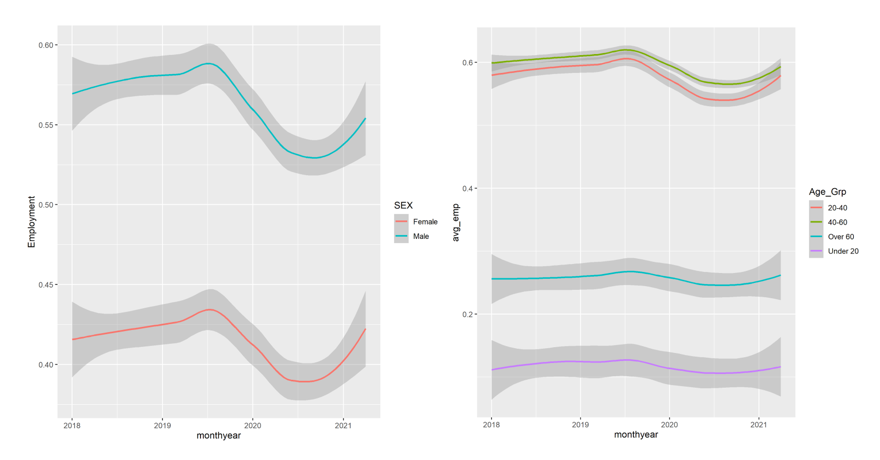 0.60
0.55
0.50
0.45
0.40
Employment
2018 2019 2020 2021
monthyear
SEX
Female
Male
0.6
0.4
0.2
avg_emp
2018 2019 2020 2021
monthyear
Age_Grp
20-40
40-60
Over 60
Under 20